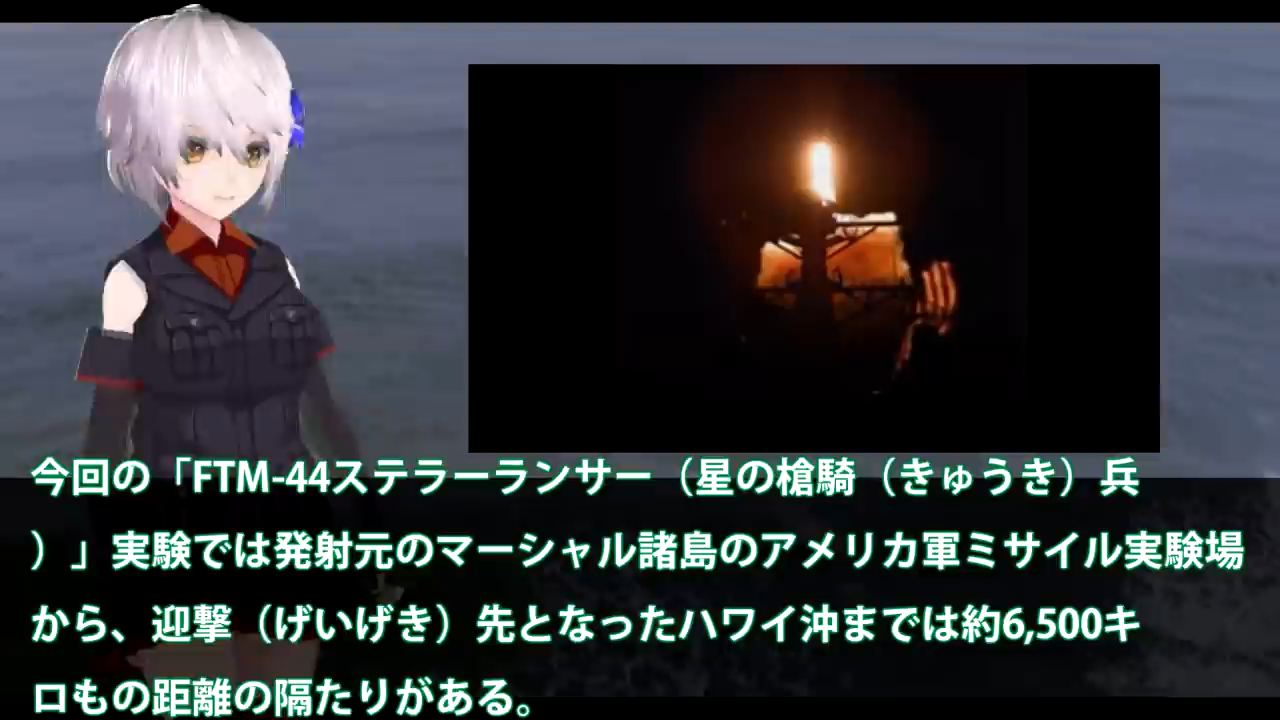 今回の「FTM-44ステラーランサー（星の槍騎（きゅうき）兵
）」実験では発射元のマーシャル諸島のアメリカ軍ミサイル実験場
から、迎撃（げいげき）先となったハワイ沖までは約6,500キ
ロもの距離の隔たりがある。